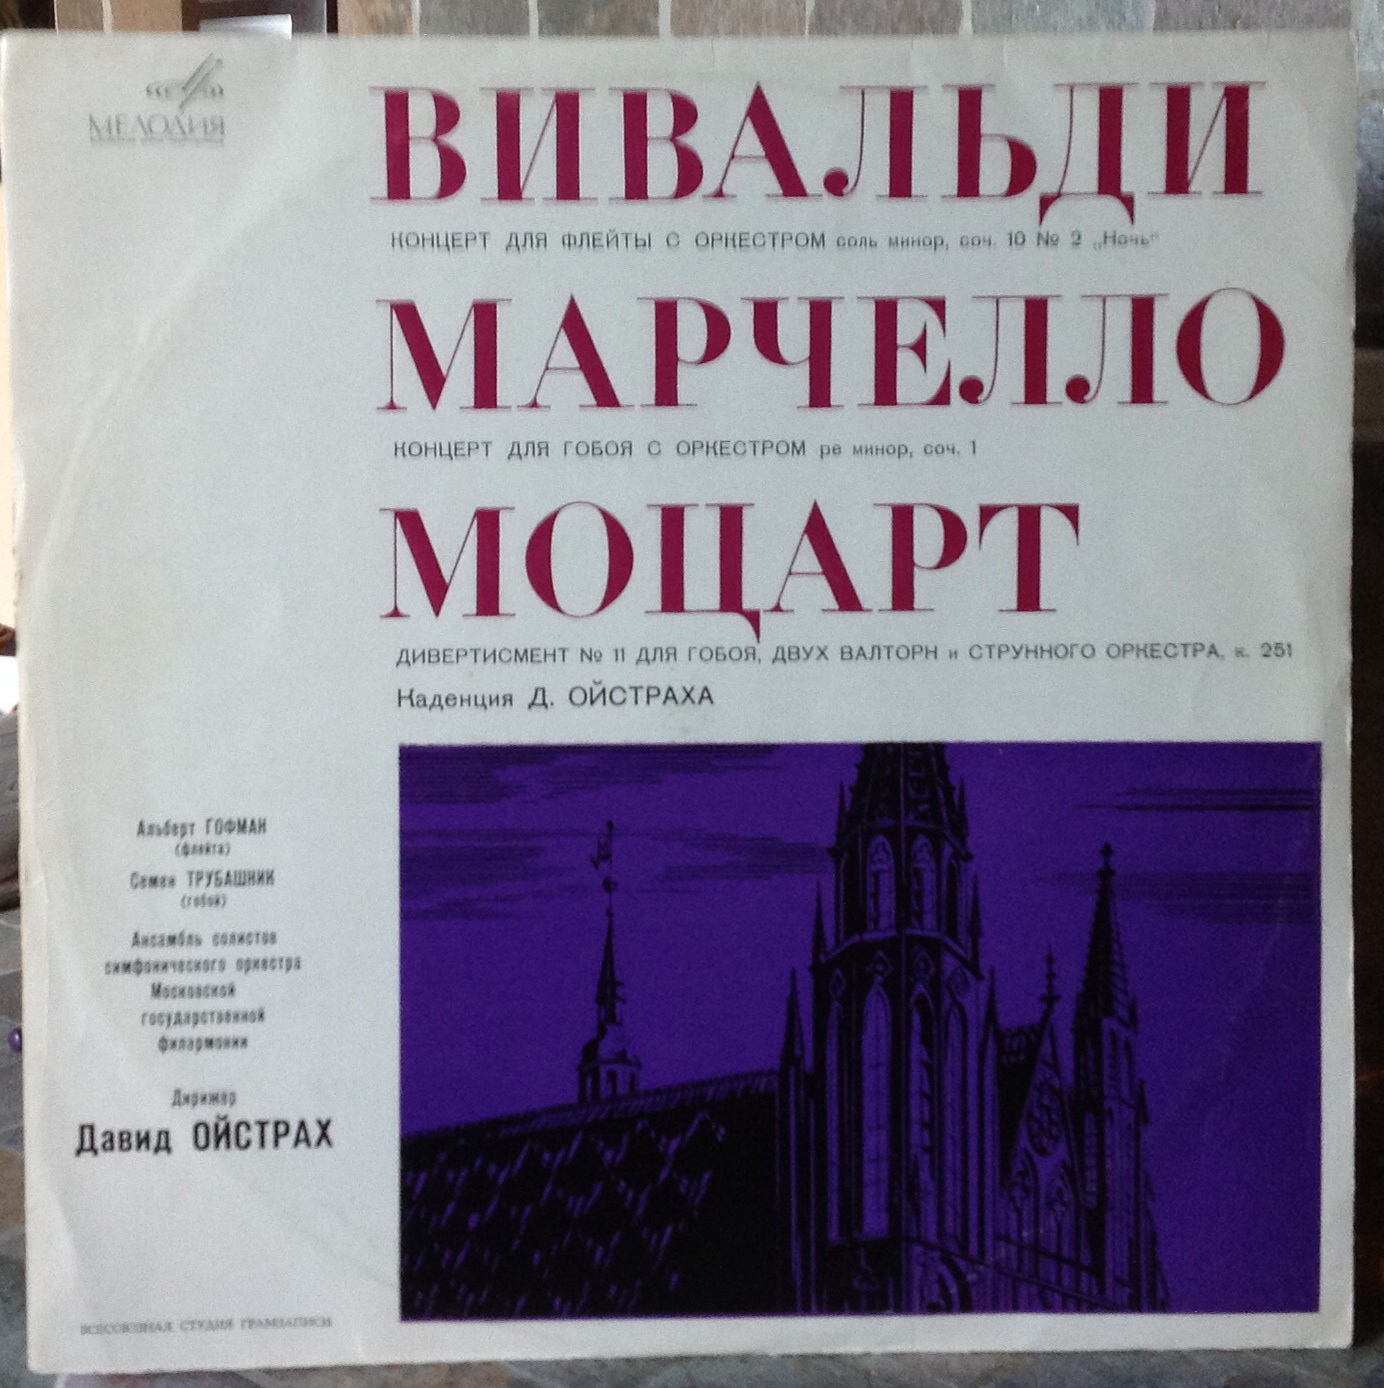 МЕЛОДИЯ
ВИВАЛЬДИ
КОНЦЕРТ ДЛЯ ФЛЕЙТЫ С ОРКЕСТРОМ соль минор, соч. 10 № 2 „Ночь“
МАРЧЕЛЛО
КОНЦЕРТ ДЛЯ ГОБОЯ С ОРКЕСТРОМ ре минор, соч. 1
МОЦАРТ
ДИВЕРТИСМЕНТ № 11 ДЛЯ ГОБОЯ, ДВУХ ВАЛТОРН и СТРУННОГО ОРКЕСТРА, к. 251
Каденция Д. ОЙСТРАХА
Альберт ГОФМАН
(флейта)
Семен ТРУБАШНИК
(гобой)
Ансамбль солистов
симфонического оркестра
Московской
государственной
филармонии
Дирижер
Давид ОЙСТРАХ
ВСЕСОЮЗНАЯ СТУДИЯ ГРАМЗАПИСИ